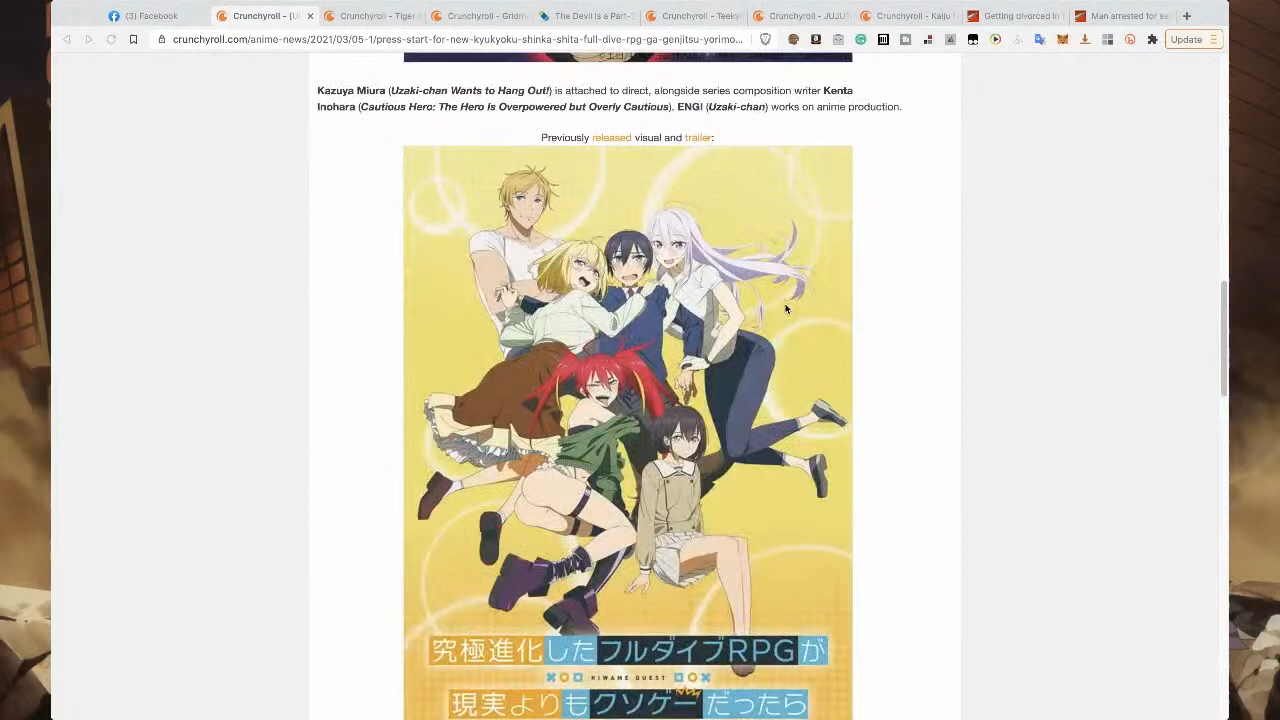 (3) Facebook
Crunchyroll - [U
Crunchyroll - Tiger
Crunchyroll - Gridm
The Devil Is a Part-T
Crunchyroll - Teeky
Crunchyroll - JUJUT
Crunchyroll - Kaiju
Getting divorced in
Man arrested for se
crunchyroll.com/anime-news/2021/03/05-1/press-start-for-new-kyukyoku-shinka-shita-full-dive-rpg-ga-genjitsu-yorimo...
Update
Kazuya Miura (Uzaki-chan Wants to Hang Out!) is attached to direct, alongside series composition writer Kenta
Inohara (Cautious Hero: The Hero Is Overpowered but Overly Cautious). ENGI (Uzaki-chan) works on anime production.
Previously released visual and trailer:
究極進化したフルダイブRPGが
KIWAME QUEST
現実よりもクソゲーだったら